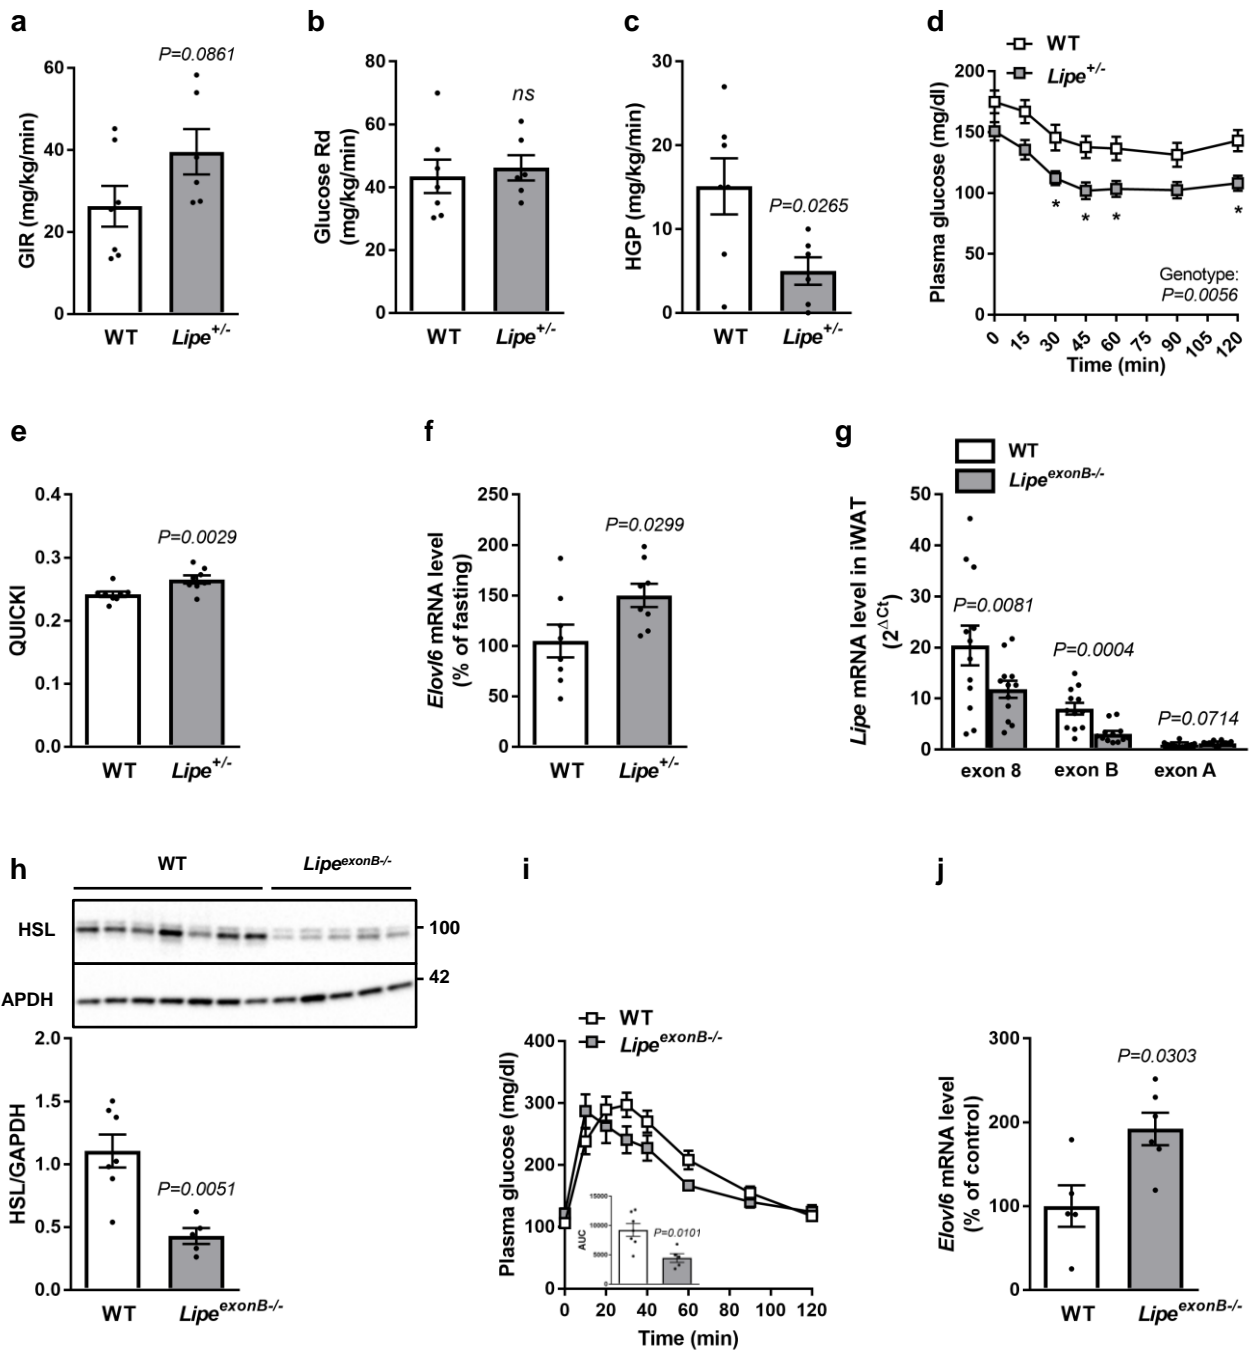 a
P=0.0861
GIR (mg/kg/min)
60
40
20
0
WT
Lipe+/-
b
ns
Glucose Rd
(mg/kg/min)
80
60
40
20
0
WT
Lipe+/-
c
P=0.0265
HGP (mg/kg/min)
30
20
10
0
WT
Lipe+/-
d
WT
Lipe+/-
Plasma glucose (mg/dl)
200
150
100
50
0
* * * *
Genotype:
P=0.0056
0 15 30 45 60 75 90 105 120
Time (min)
e
P=0.0029
QUICKI
0.4
0.3
0.2
0.1
0.0
WT
Lipe+/-
f
P=0.0299
Elovl6 mRNA level
(% of fasting)
250
200
150
100
50
0
WT
Lipe+/-
g
WT
LipeexonB-/-
Lipe mRNA level in iWAT
(2ΔCt)
50
40
30
20
10
0
P=0.0081
P=0.0004
P=0.0714
exon 8
exon B
exon A
h
WT
LipeexonB-/-
HSL
100
42
APDH
HSL/GAPDH
2.0
1.5
1.0
0.5
0.0
P=0.0051
WT
LipeexonB-/-
i
WT
LipeexonB-/-
Plasma glucose (mg/dl)
400
300
200
100
0
AUC
15000
10000
5000
0
P=0.0101
0 20 40 60 80 100 120
Time (min)
j
P=0.0303
Elovl6 mRNA level
(% of control)
300
200
100
0
WT
LipeexonB-/-